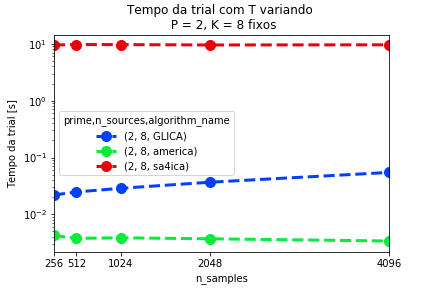 Tempo da trial com T variando
P = 2, K = 8 fixos
Tempo da trial [s]
10¹
10⁰
10⁻¹
10⁻²
prime,n_sources,algorithm_name
(2, 8, GLICA)
(2, 8, america)
(2, 8, sa4ica)
256 512 1024 2048 4096
n_samples